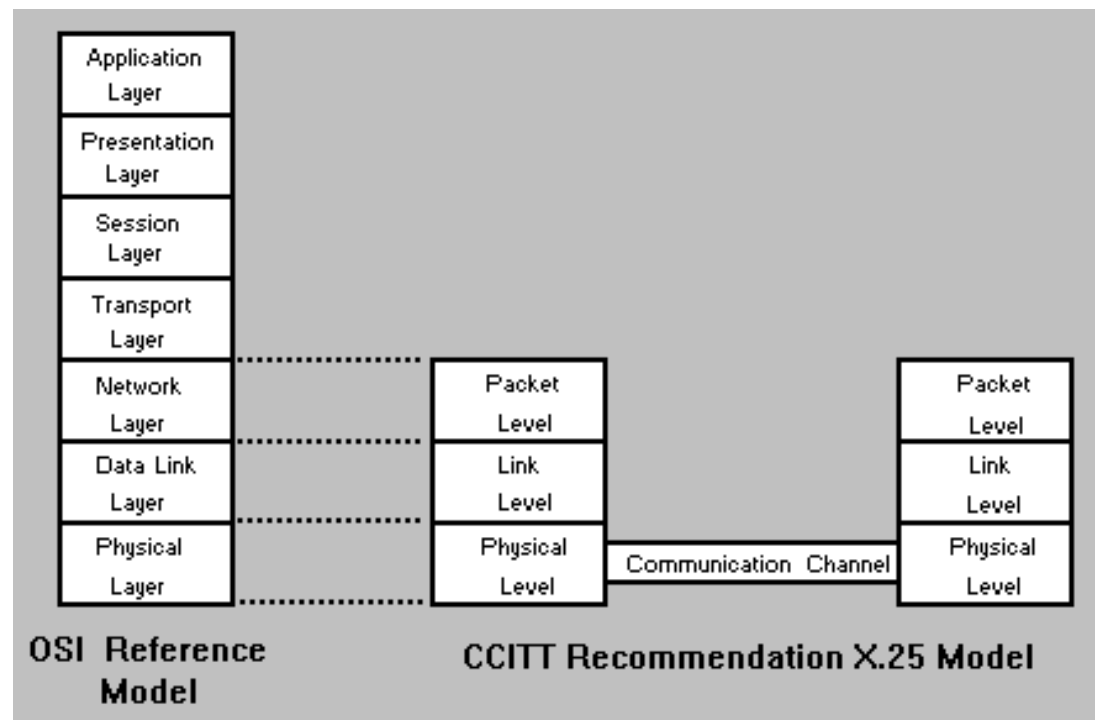 Application
Layer
Presentation
Layer
Session
Layer
Transport
Layer
Network
Layer
Data Link
Layer
Physical
Layer
OSI Reference
Model
Packet
Level
Link
Level
Physical
Level
Communication Channel
Packet
Level
Link
Level
Physical
Level
CCITT Recommendation X.25 Model